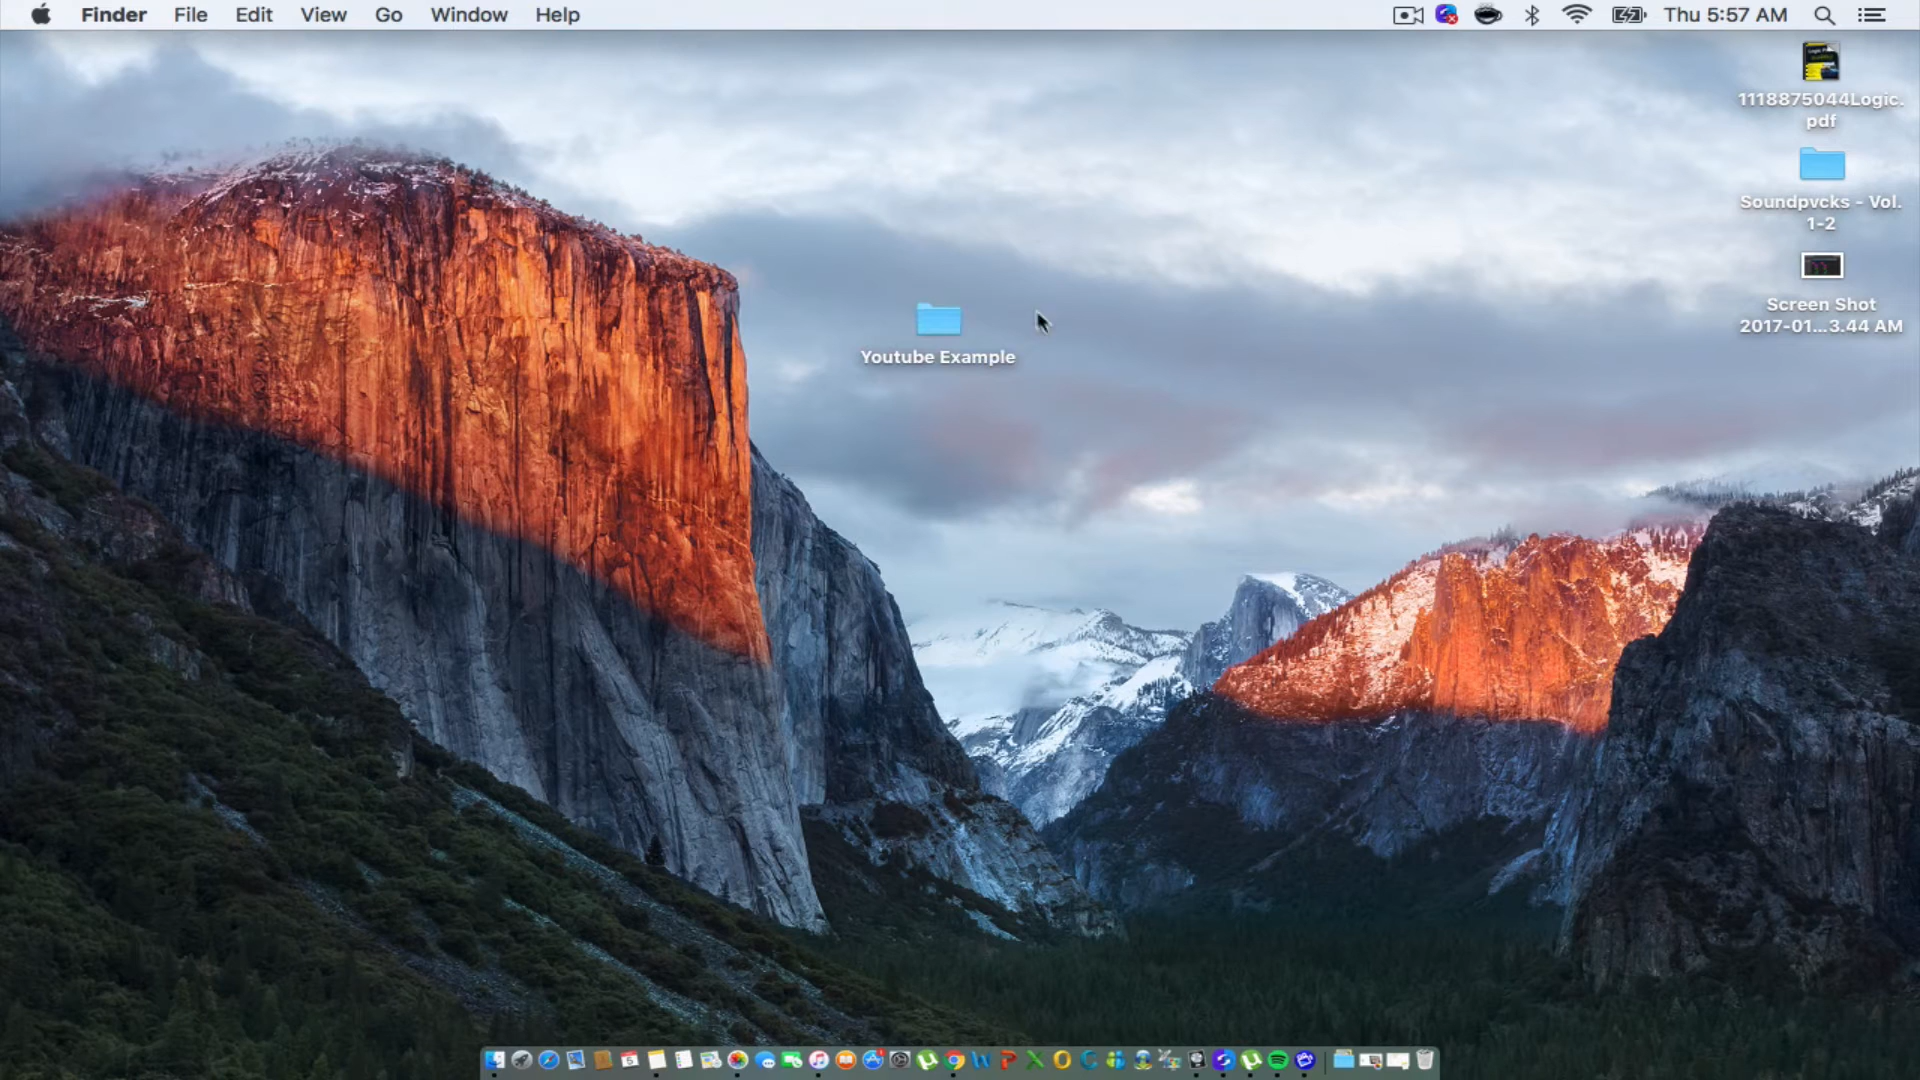 Finder File Edit View Go Window Help Thu 5:57 AM
1118875044Logic.
pdf
Soundpvcks - Vol.
1-2
Screen Shot
2017-01...3.44 AM
Youtube Example